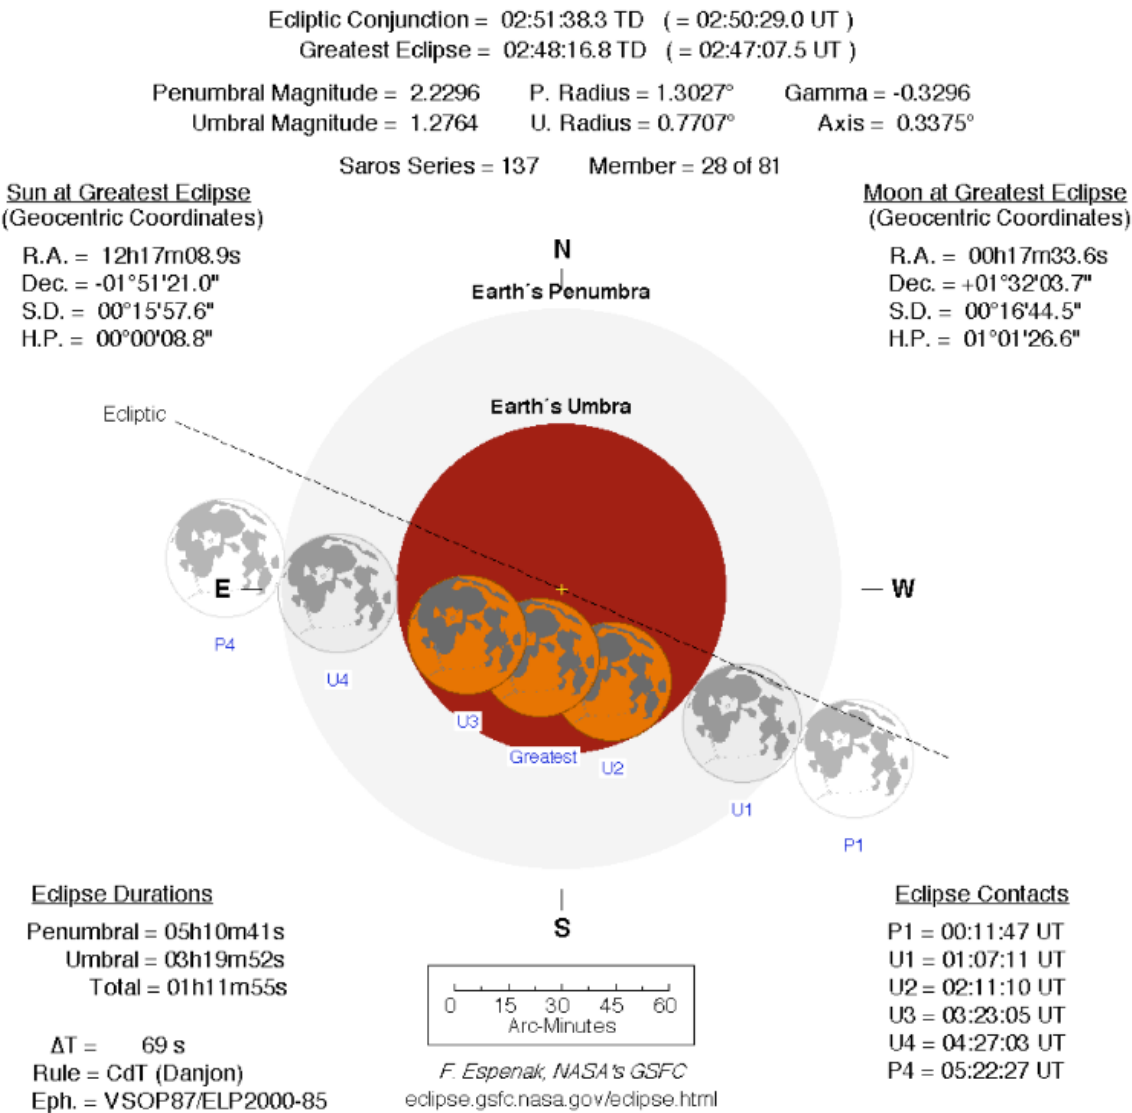 Ecliptic Conjunction = 02:51:38.3 TD ( = 02:50:29.0 UT )
Greatest Eclipse = 02:48:16.8 TD ( = 02:47:07.5 UT )
Penumbral Magnitude = 2.2296 P. Radius = 1.3027° Gamma = -0.3296
Umbral Magnitude = 1.2764 U. Radius = 0.7707° Axis = 0.3375°
Saros Series = 137 Member = 28 of 81
Sun at Greatest Eclipse
(Geocentric Coordinates)
R.A. = 12h17m08.9s
Dec. = -01°51'21.0"
S.D. = 00°15'57.6"
H.P. = 00°00'08.8"
Moon at Greatest Eclipse
(Geocentric Coordinates)
R.A. = 00h17m33.6s
Dec. = +01°32'03.7"
S.D. = 00°16'44.5"
H.P. = 01°01'26.6"
N
Earth´s Penumbra
Earth´s Umbra
Ecliptic
E
W
P4
U4
U3
Greatest
U2
U1
P1
S
Eclipse Durations
Penumbral = 05h10m41s
Umbral = 03h19m52s
Total = 01h11m55s
ΔT = 69 s
Rule = CdT (Danjon)
Eph. = VSOP87/ELP2000-85
0 15 30 45 60
Arc-Minutes
F. Espenak, NASA's GSFC
eclipse.gsfc.nasa.gov/eclipse.html
Eclipse Contacts
P1 = 00:11:47 UT
U1 = 01:07:11 UT
U2 = 02:11:10 UT
U3 = 03:23:05 UT
U4 = 04:27:03 UT
P4 = 05:22:27 UT